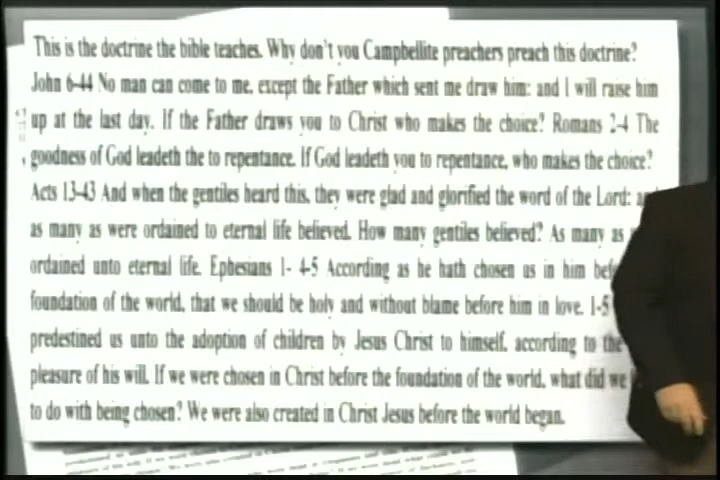 This is the doctrine the bible teaches. Why don't you Campbellite preachers preach this doctrine?
John 6-44 No man can come to me, except the Father which sent me draw him: and I will raise him
up at the last day. If the Father draws you to Christ who makes the choice? Romans 2-4 The
goodness of God leadeth the to repentance. If God leadeth you to repentance, who makes the choice?
Acts 13-43 And when the gentiles heard this, they were glad and glorified the word of the Lord:
as many as were ordained to eternal life believed. How many gentiles believed? As many as
ordained unto eternal life. Ephesians 1- 4-5 According as he hath chosen us in him
foundation of the world, that we should be holy and without blame before him in love. 1-5
predestined us unto the adoption of children by Jesus Christ to himself, according to the
pleasure of his will. If we were chosen in Christ before the foundation of the world, what did we
to do with being chosen? We were also created in Christ Jesus before the world began.